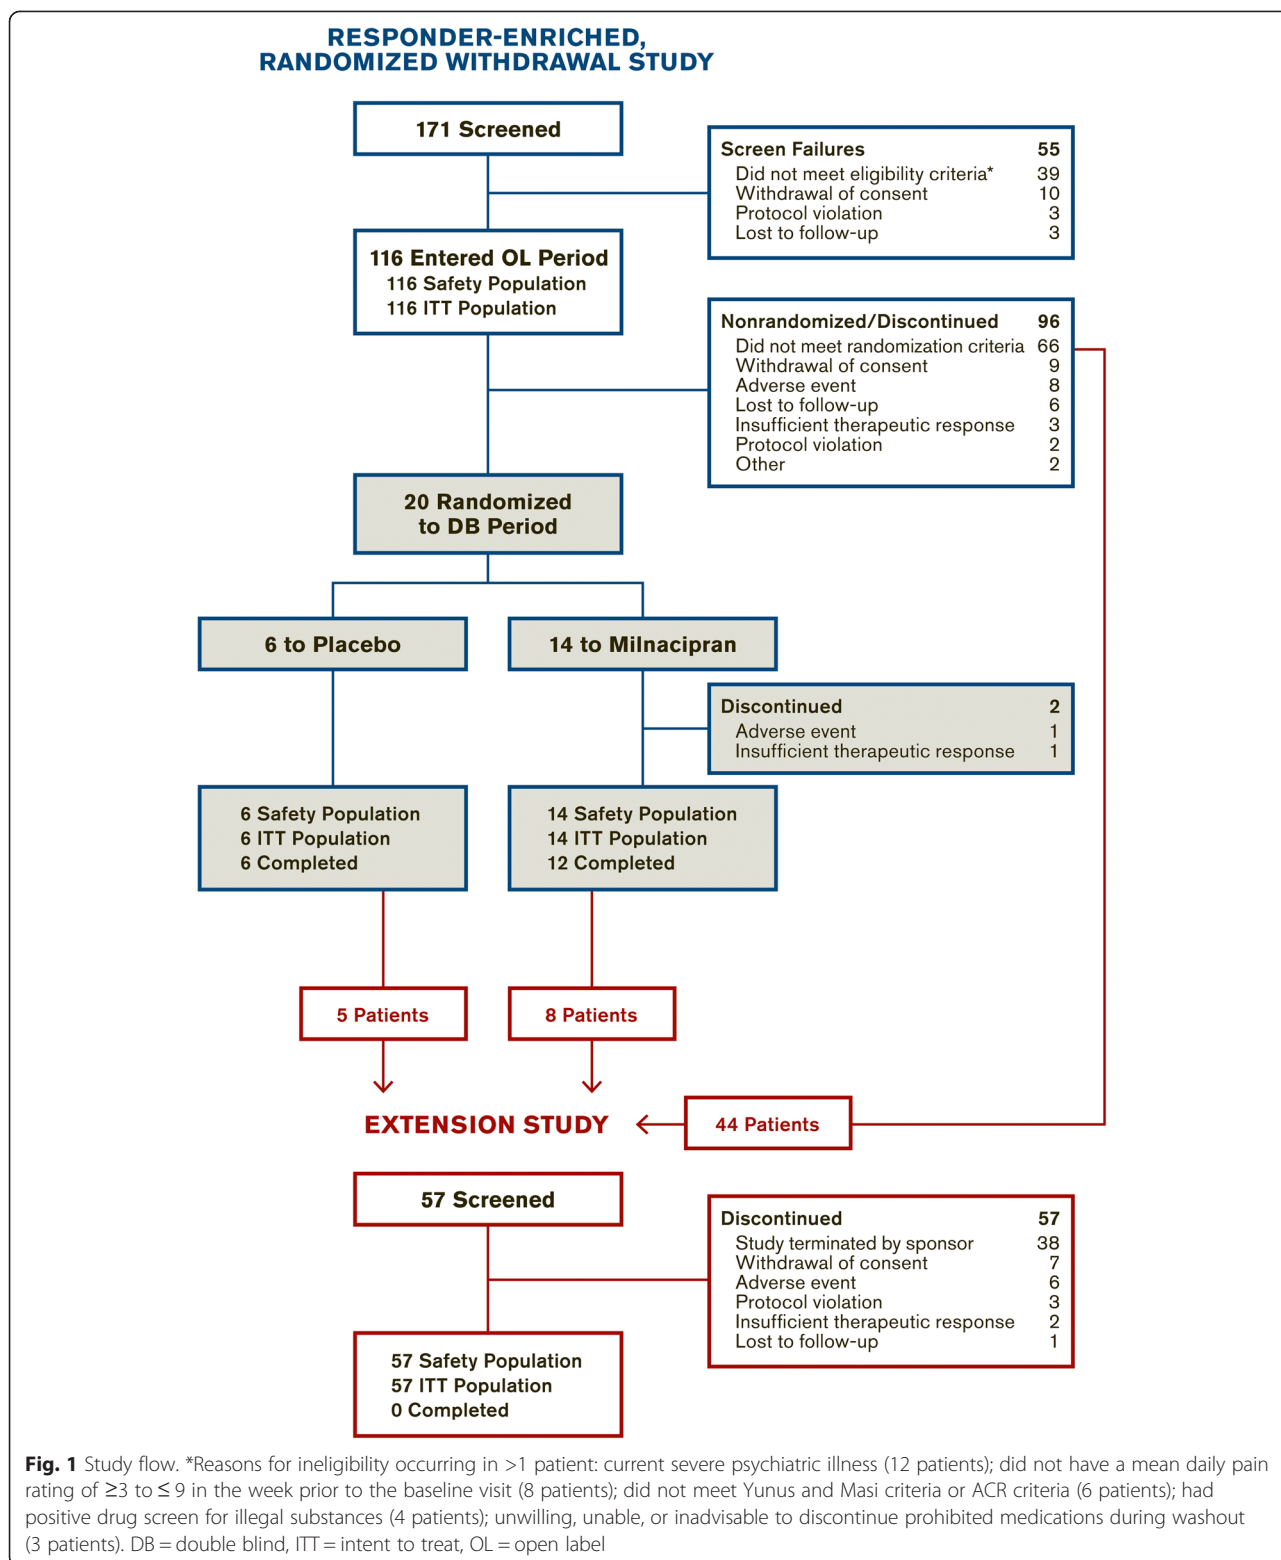 RESPONDER-ENRICHED,
RANDOMIZED WITHDRAWAL STUDY
171 Screened
Screen Failures 55
Did not meet eligibility criteria* 39
Withdrawal of consent 10
Protocol violation 3
Lost to follow-up 3
116 Entered OL Period
116 Safety Population
116 ITT Population
Nonrandomized/Discontinued 96
Did not meet randomization criteria 66
Withdrawal of consent 9
Adverse event 8
Lost to follow-up 6
Insufficient therapeutic response 3
Protocol violation 2
Other 2
20 Randomized
to DB Period
6 to Placebo
14 to Milnacipran
Discontinued 2
Adverse event 1
Insufficient therapeutic response 1
6 Safety Population
6 ITT Population
6 Completed
14 Safety Population
14 ITT Population
12 Completed
5 Patients
8 Patients
EXTENSION STUDY
44 Patients
57 Screened
Discontinued 57
Study terminated by sponsor 38
Withdrawal of consent 7
Adverse event 6
Protocol violation 3
Insufficient therapeutic response 2
Lost to follow-up 1
57 Safety Population
57 ITT Population
0 Completed
Fig. 1 Study flow. *Reasons for ineligibility occurring in >1 patient: current severe psychiatric illness (12 patients); did not have a mean daily pain
rating of ≥3 to ≤ 9 in the week prior to the baseline visit (8 patients); did not meet Yunus and Masi criteria or ACR criteria (6 patients); had
positive drug screen for illegal substances (4 patients); unwilling, unable, or inadvisable to discontinue prohibited medications during washout
(3 patients). DB = double blind, ITT = intent to treat, OL = open label